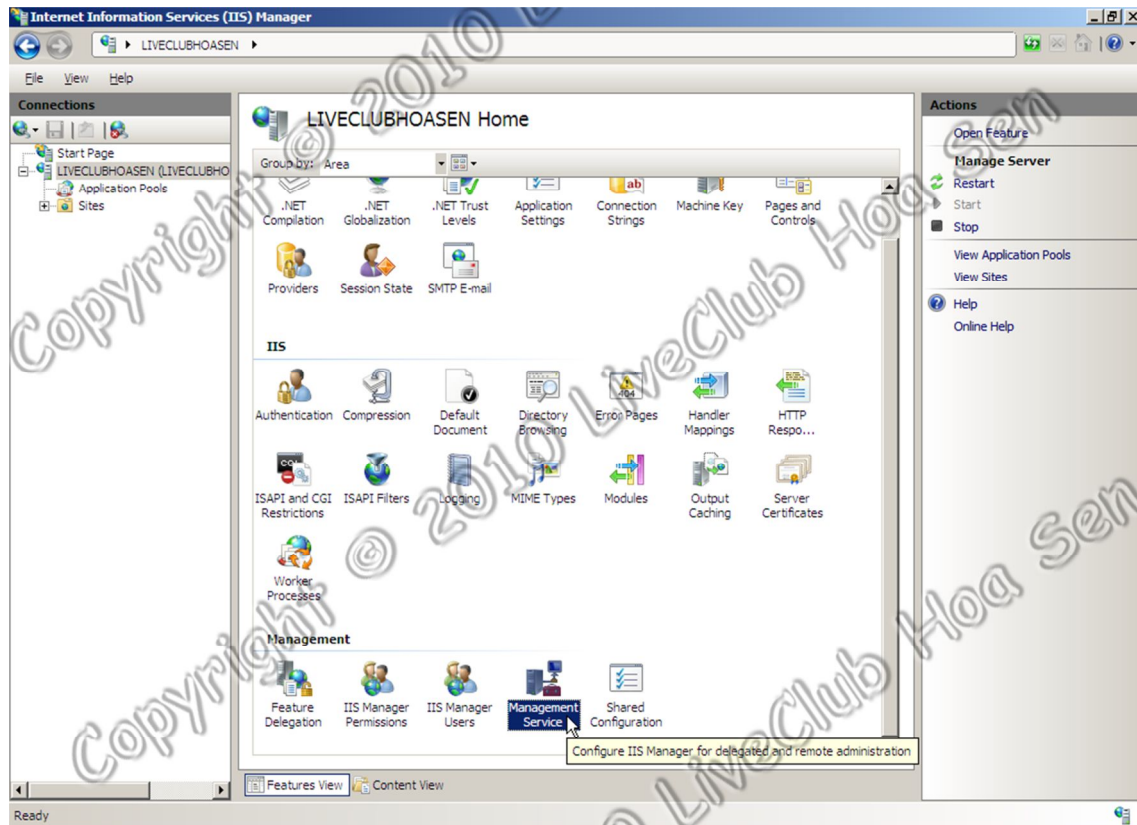 Internet Information Services (IIS) Manager
LIVECLUBHOASEN
File View Help
Connections
Start Page
LIVECLUBHOASEN (LIVECLUBHO
Application Pools
Sites
LIVECLUBHOASEN Home
Group by: Area
.NET Compilation
.NET Globalization
.NET Trust Levels
Application Settings
Connection Strings
Machine Key
Pages and Controls
Providers
Session State
SMTP E-mail
IIS
Authentication
Compression
Default Document
Directory Browsing
Error Pages
Handler Mappings
HTTP Respo...
ISAPI and CGI Restrictions
ISAPI Filters
Logging
MIME Types
Modules
Output Caching
Server Certificates
Worker Processes
Management
Feature Delegation
IIS Manager Permissions
IIS Manager Users
Management Service
Shared Configuration
Configure IIS Manager for delegated and remote administration
Features View
Content View
Ready
Actions
Open Feature
Manage Server
Restart
Start
Stop
View Application Pools
View Sites
Help
Online Help
Copyright © 2010 LiveClub Hoa Sen
Copyright © 2010 LiveClub Hoa Sen
LiveClub